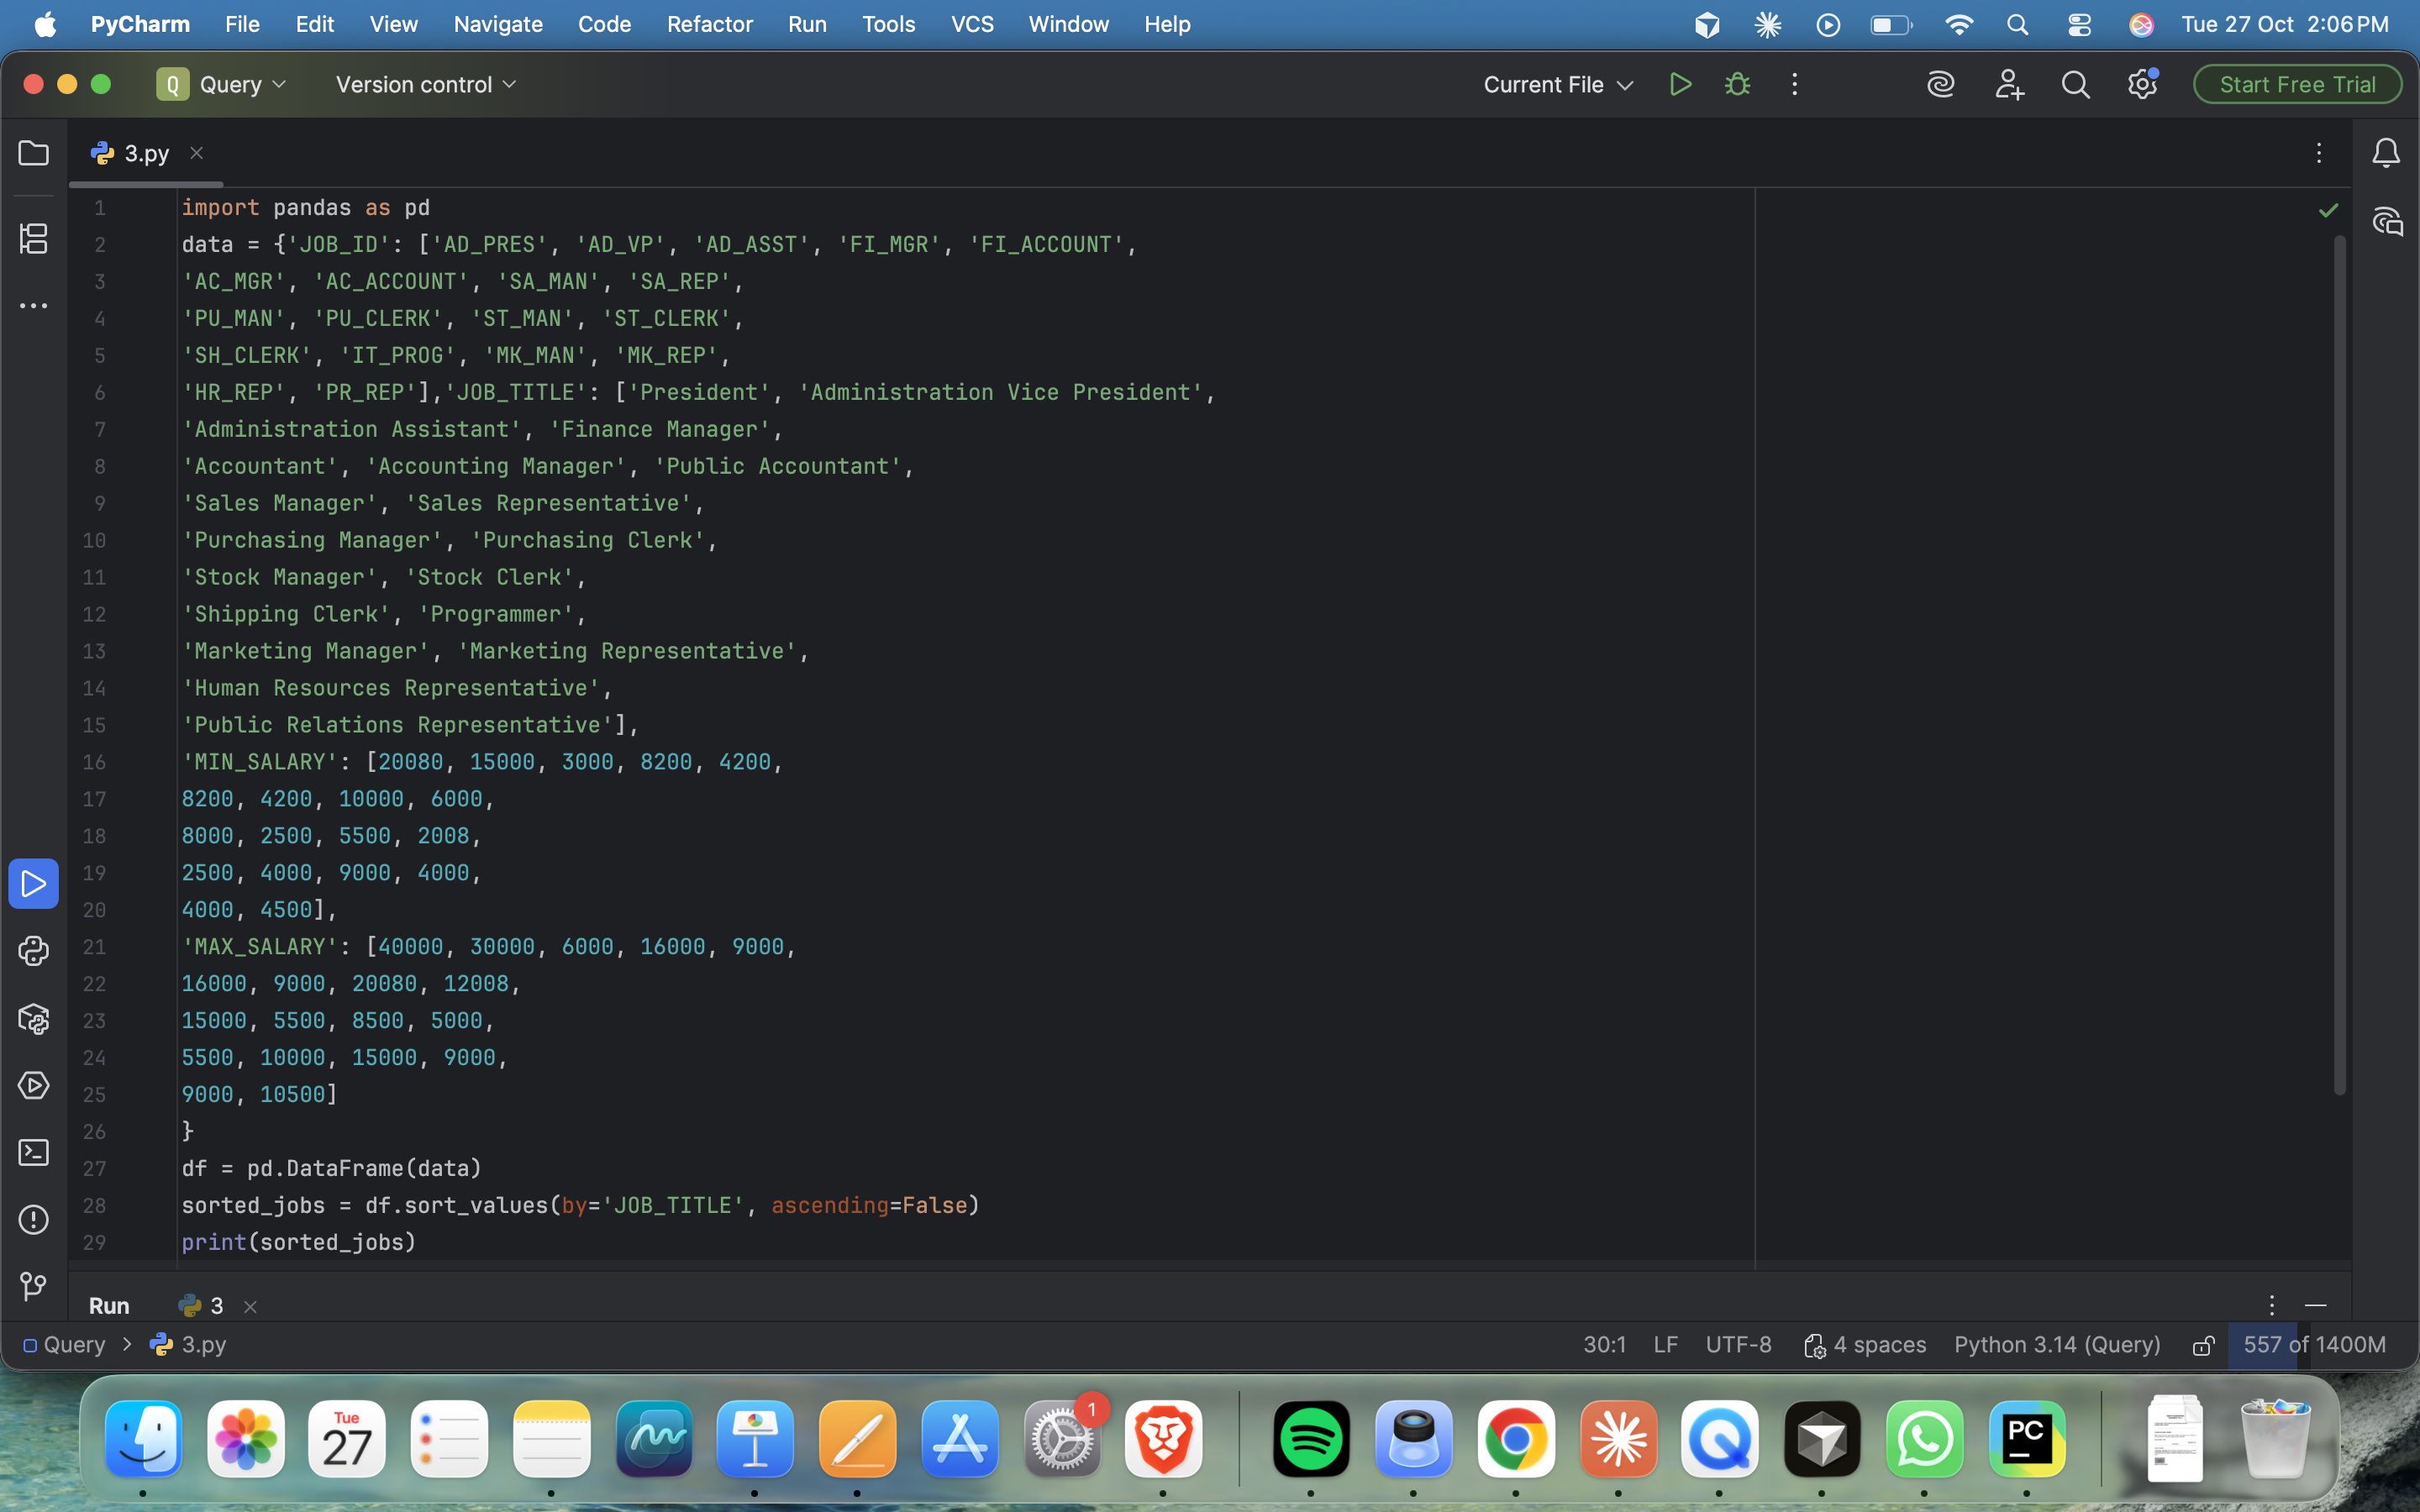 PyCharm File Edit View Navigate Code Refactor Run Tools VCS Window Help Tue 27 Oct 2:06 PM
Q Query Version control Current File Start Free Trial
3.py
1 import pandas as pd
2 data = {'JOB_ID': ['AD_PRES', 'AD_VP', 'AD_ASST', 'FI_MGR', 'FI_ACCOUNT',
3 'AC_MGR', 'AC_ACCOUNT', 'SA_MAN', 'SA_REP',
4 'PU_MAN', 'PU_CLERK', 'ST_MAN', 'ST_CLERK',
5 'SH_CLERK', 'IT_PROG', 'MK_MAN', 'MK_REP',
6 'HR_REP', 'PR_REP'],'JOB_TITLE': ['President', 'Administration Vice President',
7 'Administration Assistant', 'Finance Manager',
8 'Accountant', 'Accounting Manager', 'Public Accountant',
9 'Sales Manager', 'Sales Representative',
10 'Purchasing Manager', 'Purchasing Clerk',
11 'Stock Manager', 'Stock Clerk',
12 'Shipping Clerk', 'Programmer',
13 'Marketing Manager', 'Marketing Representative',
14 'Human Resources Representative',
15 'Public Relations Representative'],
16 'MIN_SALARY': [20080, 15000, 3000, 8200, 4200,
17 8200, 4200, 10000, 6000,
18 8000, 2500, 5500, 2008,
19 2500, 4000, 9000, 4000,
20 4000, 4500],
21 'MAX_SALARY': [40000, 30000, 6000, 16000, 9000,
22 16000, 9000, 20080, 12008,
23 15000, 5500, 8500, 5000,
24 5500, 10000, 15000, 9000,
25 9000, 10500]
26 }
27 df = pd.DataFrame(data)
28 sorted_jobs = df.sort_values(by='JOB_TITLE', ascending=False)
29 print(sorted_jobs)
Run 3
Query > 3.py 30:1 LF UTF-8 4 spaces Python 3.14 (Query) 557 of 1400M
Tue
27
1
PC